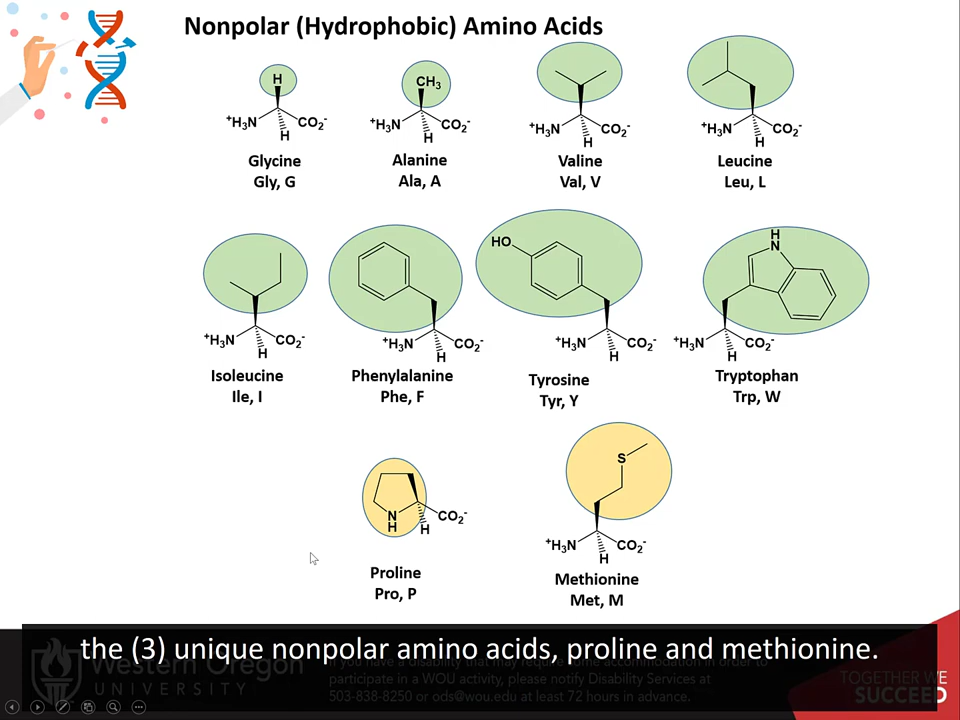 Nonpolar (Hydrophobic) Amino Acids
H
⁺H₃N
CO₂⁻
H
Glycine
Gly, G
CH₃
⁺H₃N
CO₂⁻
H
Alanine
Ala, A
⁺H₃N
CO₂⁻
H
Valine
Val, V
⁺H₃N
CO₂⁻
H
Leucine
Leu, L
⁺H₃N
CO₂⁻
H
Isoleucine
Ile, I
⁺H₃N
CO₂⁻
H
Phenylalanine
Phe, F
HO
⁺H₃N
CO₂⁻
H
Tyrosine
Tyr, Y
H
N
⁺H₃N
CO₂⁻
H
Tryptophan
Trp, W
N
H
CO₂⁻
H
Proline
Pro, P
S
⁺H₃N
CO₂⁻
H
Methionine
Met, M
the (3) unique nonpolar amino acids, proline and methionine.
Western Oregon
UNIVERSITY
If you have a disability that may require some accommodation in order to
participate in a WOU activity, please notify Disability Services at
503-838-8250 or ods@wou.edu at least 72 hours in advance.
TOGETHER WE
SUCCEED